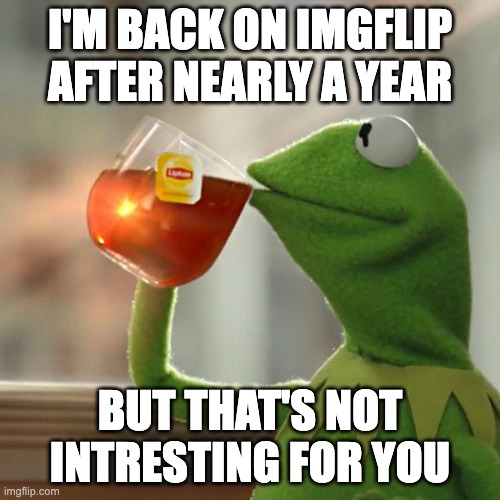 I'M BACK ON IMGFLIP
AFTER NEARLY A YEAR
Lipton
BUT THAT'S NOT
INTRESTING FOR YOU
imgflip.com